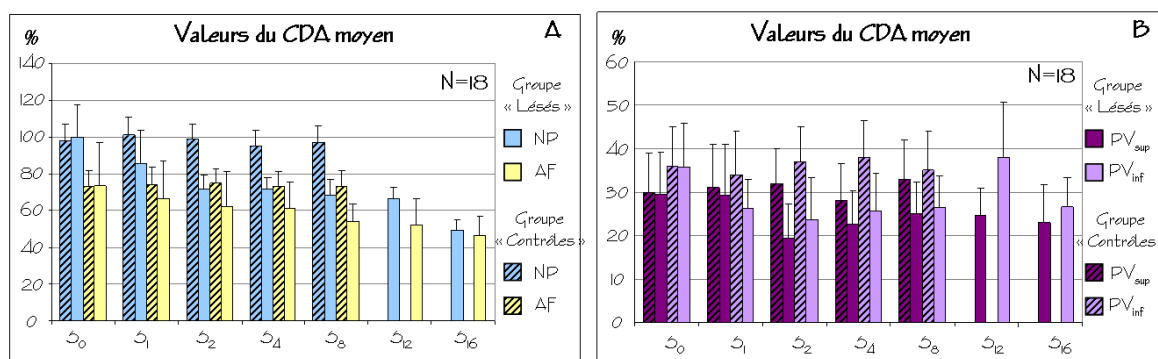 Valeurs du CDA moyen
A
%
140
120
100
80
60
40
20
0
S0
S1
S2
S4
S8
S12
S16
N=18
Groupe
« Lésés »
NP
AF
Groupe
« Contrôles »
NP
AF
Valeurs du CDA moyen
B
%
60
50
40
30
20
10
0
S0
S1
S2
S4
S8
S12
S16
N=18
Groupe
« Lésés »
PVsup
PVinf
Groupe
« Contrôles »
PVsup
PVinf